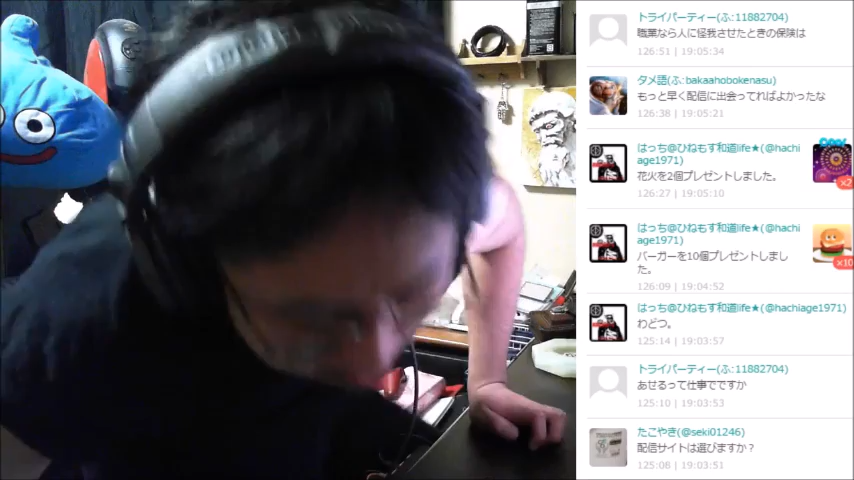 トライパーティー(ふ:11882704)
職業なら人に怪我させたときの保険は
126:51 | 19:05:34
タメ語(ふ:bakaahobokenasu)
もっと早く配信に出会ってればよかったな
126:38 | 19:05:21
はっち@ひねもす和道life★(@hachi
age1971)
花火を2個プレゼントしました。
x2
126:27 | 19:05:10
はっち@ひねもす和道life★(@hachi
age1971)
バーガーを10個プレゼントしまし
た。
x10
126:09 | 19:04:52
はっち@ひねもす和道life★(@hachiage1971)
わどつ。
125:14 | 19:03:57
トライパーティー(ふ:11882704)
あせるって仕事でですか
125:10 | 19:03:53
たこやき(@seki01246)
配信サイトは選びますか？
125:08 | 19:03:51